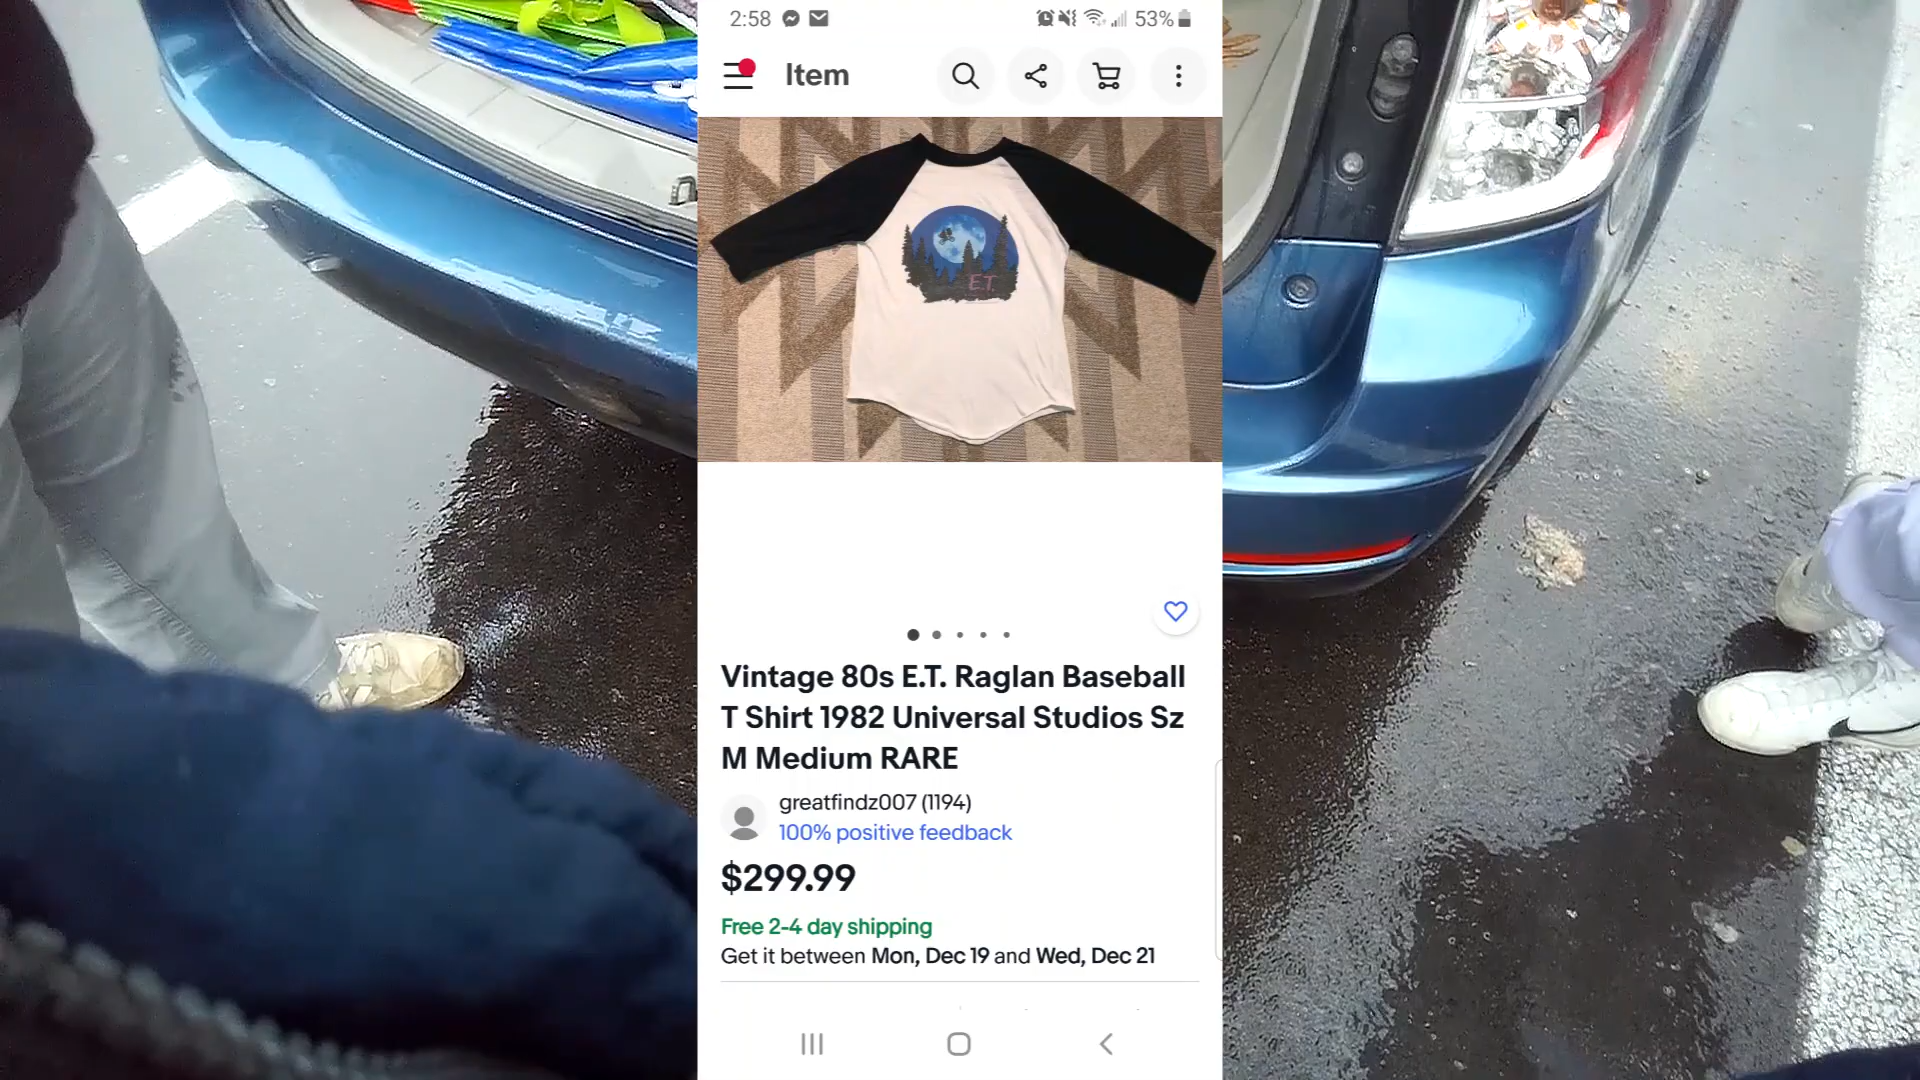 2:58
53%
Item
E.T.
Vintage 80s E.T. Raglan Baseball
T Shirt 1982 Universal Studios Sz
M Medium RARE
greatfindz007 (1194)
100% positive feedback
$299.99
Free 2-4 day shipping
Get it between Mon, Dec 19 and Wed, Dec 21